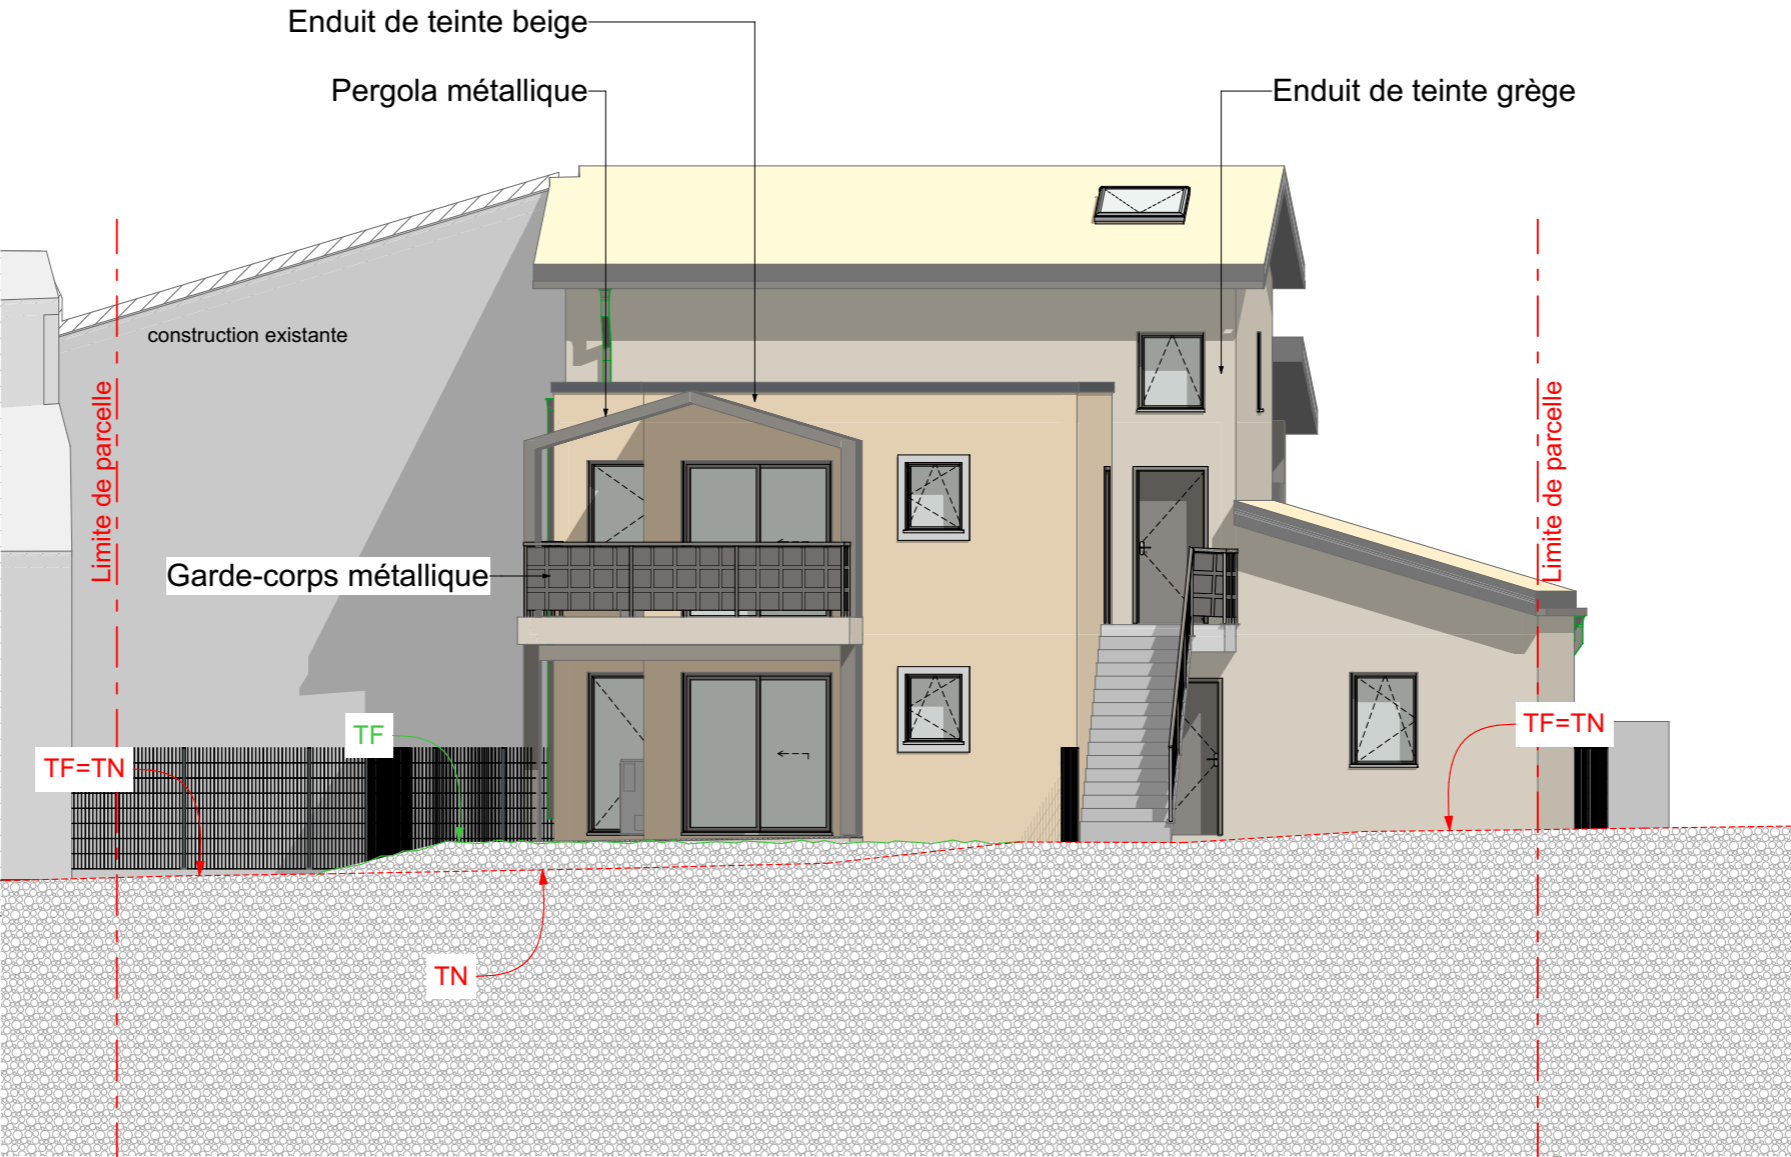 Enduit de teinte beige
Pergola métallique
Enduit de teinte grège
construction existante
Limite de parcelle
Limite de parcelle
Garde-corps métallique
TF
TF=TN
TF=TN
TN